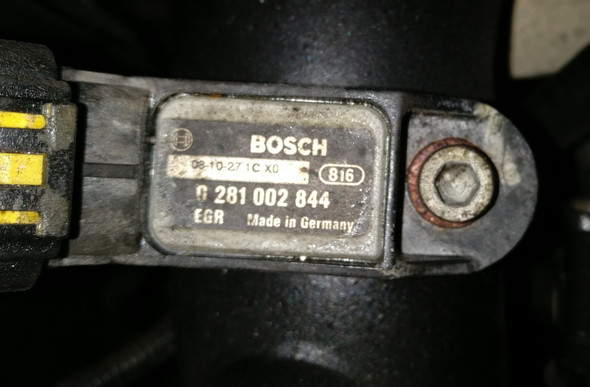 BOSCH
08-10-27 1C X0
816
0 281 002 844
EGR Made in Germany